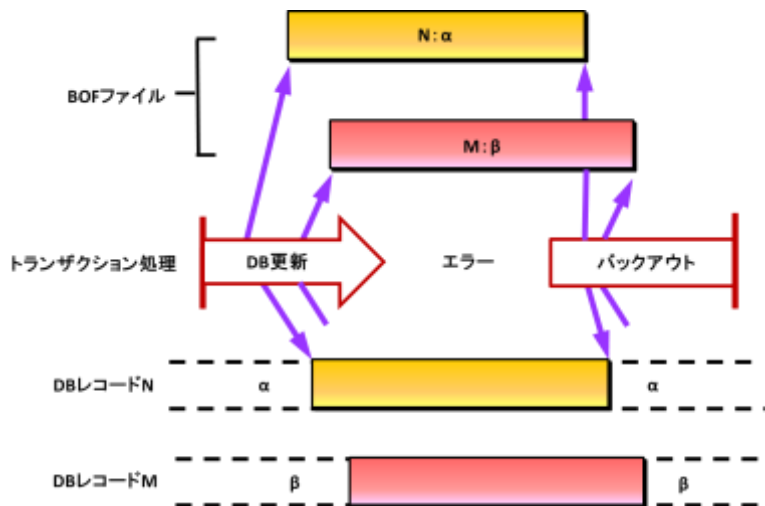 N:α
BOFファイル
M:β
トランザクション処理
DB更新
エラー
バックアウト
DBレコードN
α
α
DBレコードM
β
β